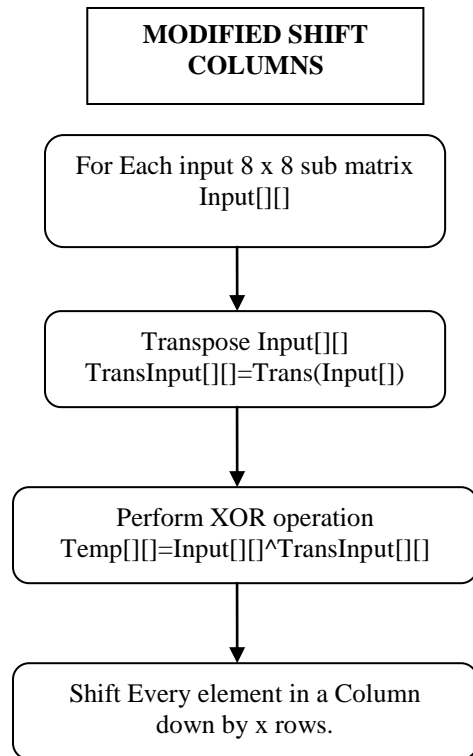 MODIFIED SHIFT
COLUMNS
For Each input 8 x 8 sub matrix
Input[][]
Transpose Input[][]
TransInput[][]=Trans(Input[])
Perform XOR operation
Temp[][]=Input[][]^TransInput[][]
Shift Every element in a Column
down by x rows.